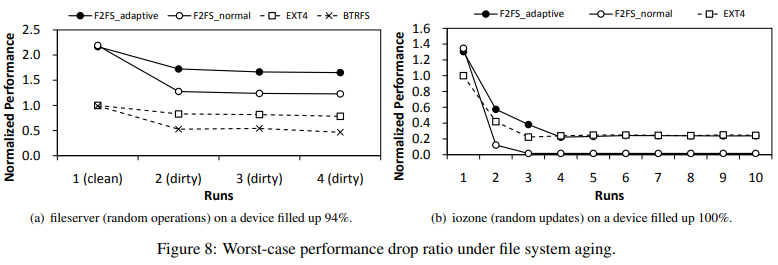 F2FS_adaptive F2FS_normal EXT4 BTRFS
Normalized Performance
2.5
2.0
1.5
1.0
0.5
0.0
1 (clean) 2 (dirty) 3 (dirty) 4 (dirty)
Runs
(a) fileserver (random operations) on a device filled up 94%.
F2FS_adaptive F2FS_normal EXT4
Normalized Performance
1.6
1.4
1.2
1.0
0.8
0.6
0.4
0.2
0.0
1 2 3 4 5 6 7 8 9 10
Runs
(b) iozone (random updates) on a device filled up 100%.
Figure 8: Worst-case performance drop ratio under file system aging.